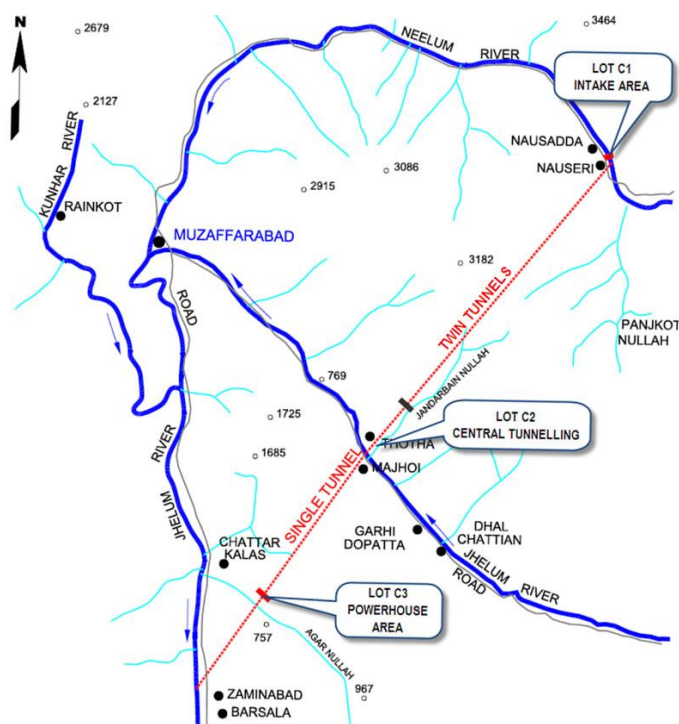 N
2679
3464
NEELUM
RIVER
LOT C1
INTAKE AREA
2127
KUNHAR RIVER
NAUSADDA
NAUSERI
3086
2915
RAINKOT
MUZAFFARABAD
3182
TWIN TUNNELS
ROAD
PANJKOT
NULLAH
769
JANDARBAIN NULLAH
1725
LOT C2
CENTRAL TUNNELLING
THOTHA
1685
MAJHOI
SINGLE TUNNEL
JHELUM RIVER
GARHI
DOPATTA
DHAL
CHATTIAN
CHATTAR
KALAS
JHELUM RIVER
ROAD
LOT C3
POWERHOUSE
AREA
757
AGAR NULLAH
967
ZAMINABAD
BARSALA